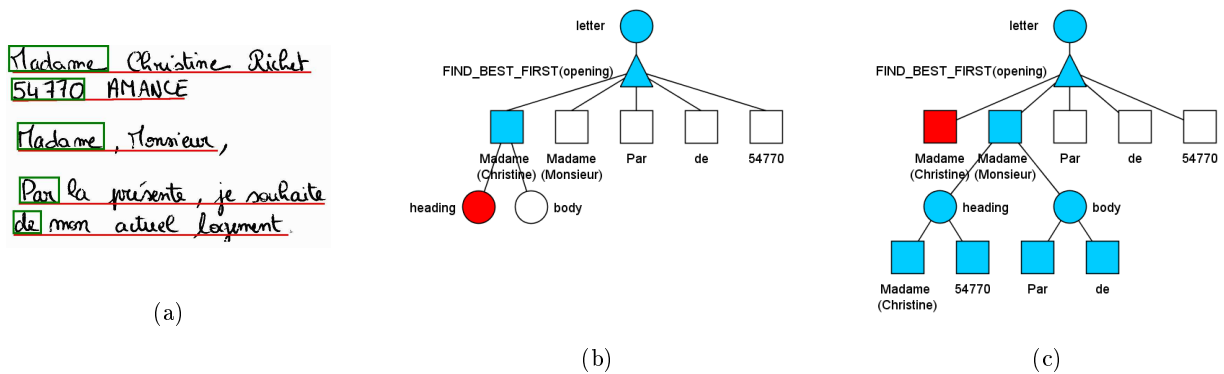 Madame Christine Richet
54770 AMANCE
Madame, Monsieur,
Par la présente, je souhaite
de mon actuel logement.
(a)
letter
FIND_BEST_FIRST(opening)
Madame (Christine)
Madame (Monsieur)
Par
de
54770
heading
body
(b)
letter
FIND_BEST_FIRST(opening)
Madame (Christine)
Madame (Monsieur)
Par
de
54770
heading
body
Madame (Christine)
54770
Par
de
(c)